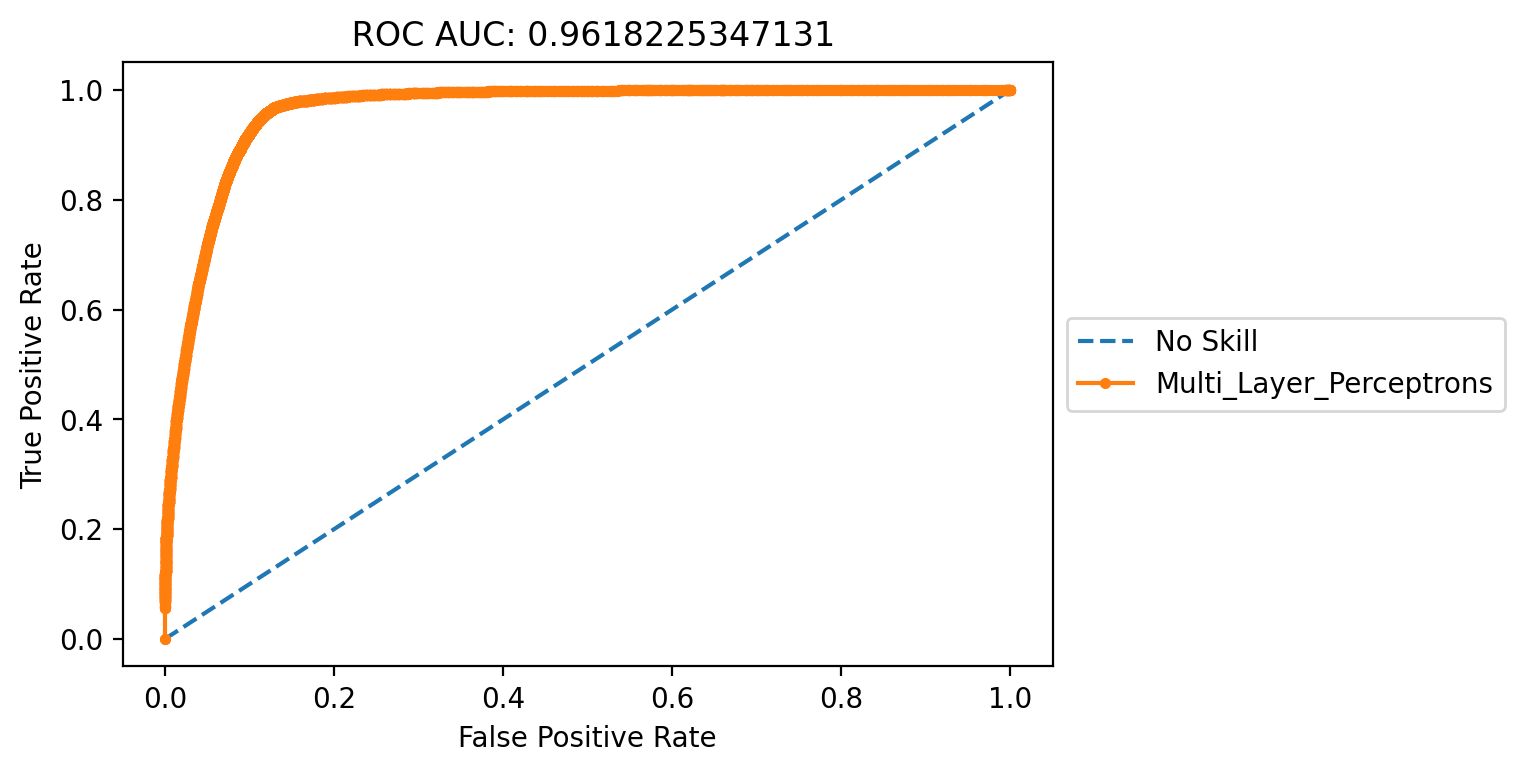 ROC AUC: 0.9618225347131
1.0
0.8
0.6
0.4
0.2
0.0
True Positive Rate
0.0 0.2 0.4 0.6 0.8 1.0
False Positive Rate
No Skill
Multi_Layer_Perceptrons